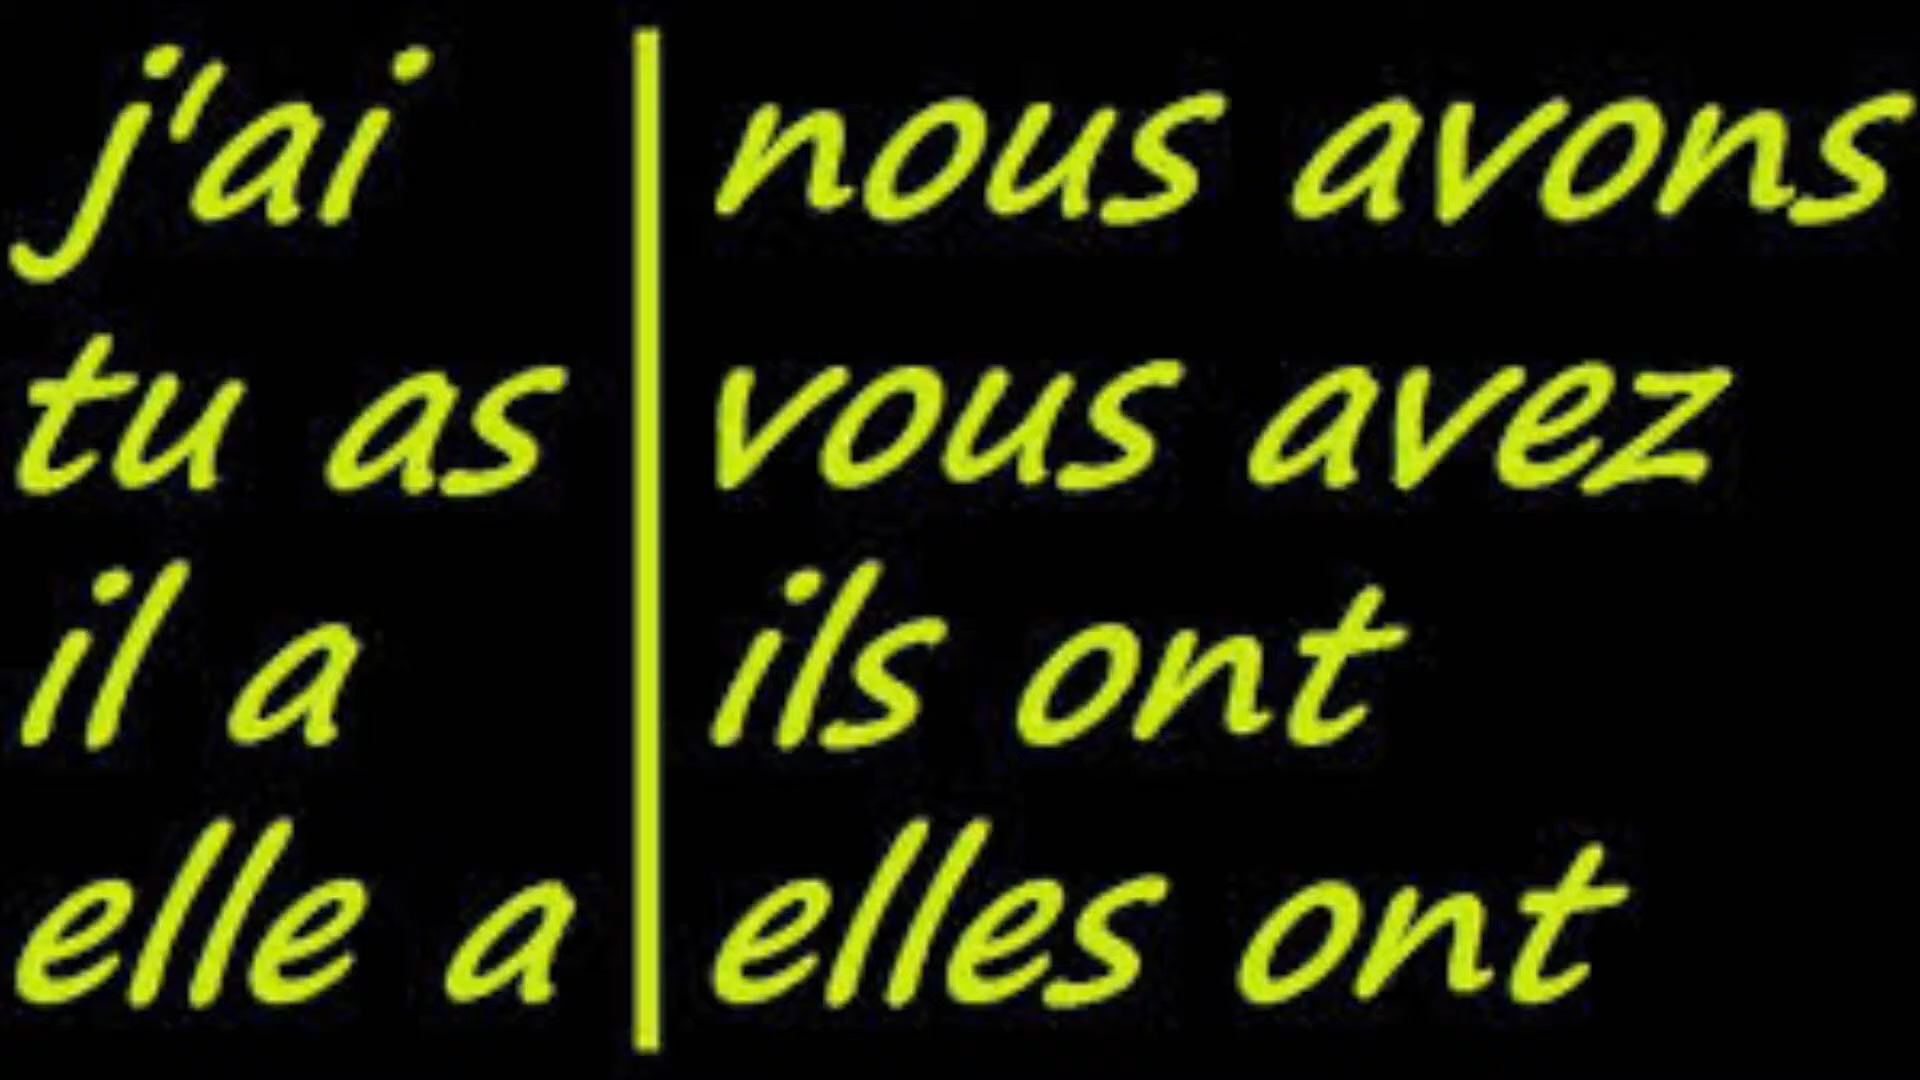 j'ai
tu as
il a
elle a
nous avons
vous avez
ils ont
elles ont